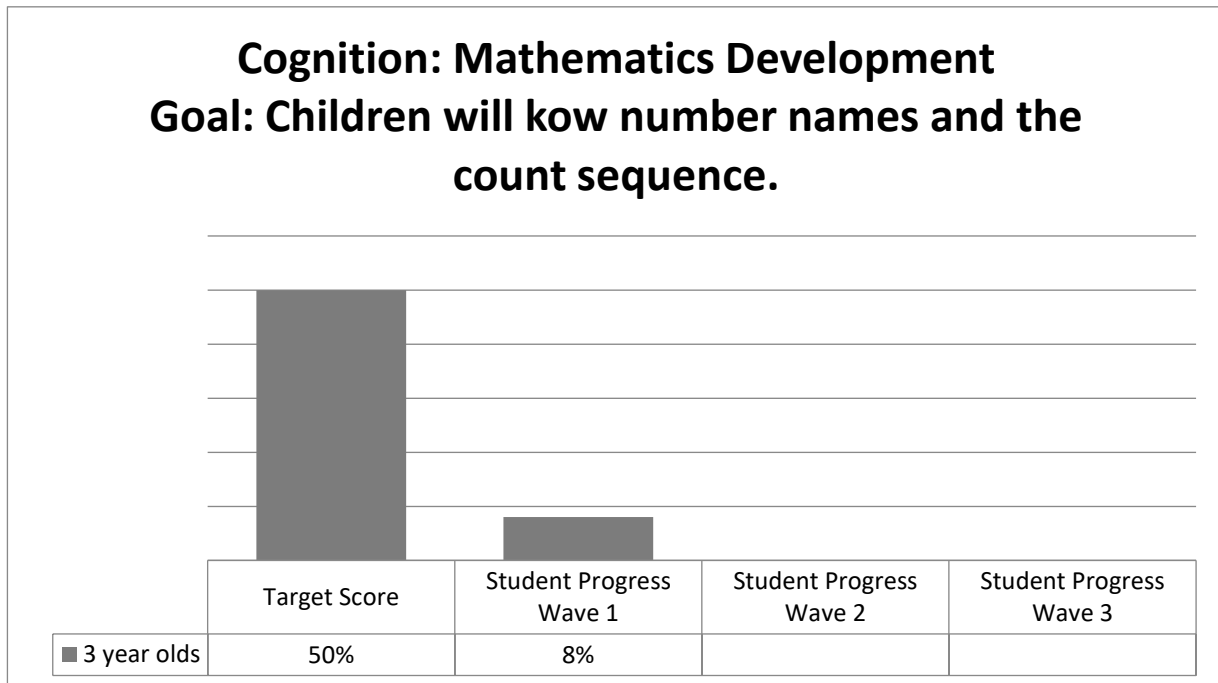 Cognition: Mathematics Development
Goal: Children will kow number names and the
count sequence.
Target Score
Student Progress
Wave 1
Student Progress
Wave 2
Student Progress
Wave 3
3 year olds
50%
8%